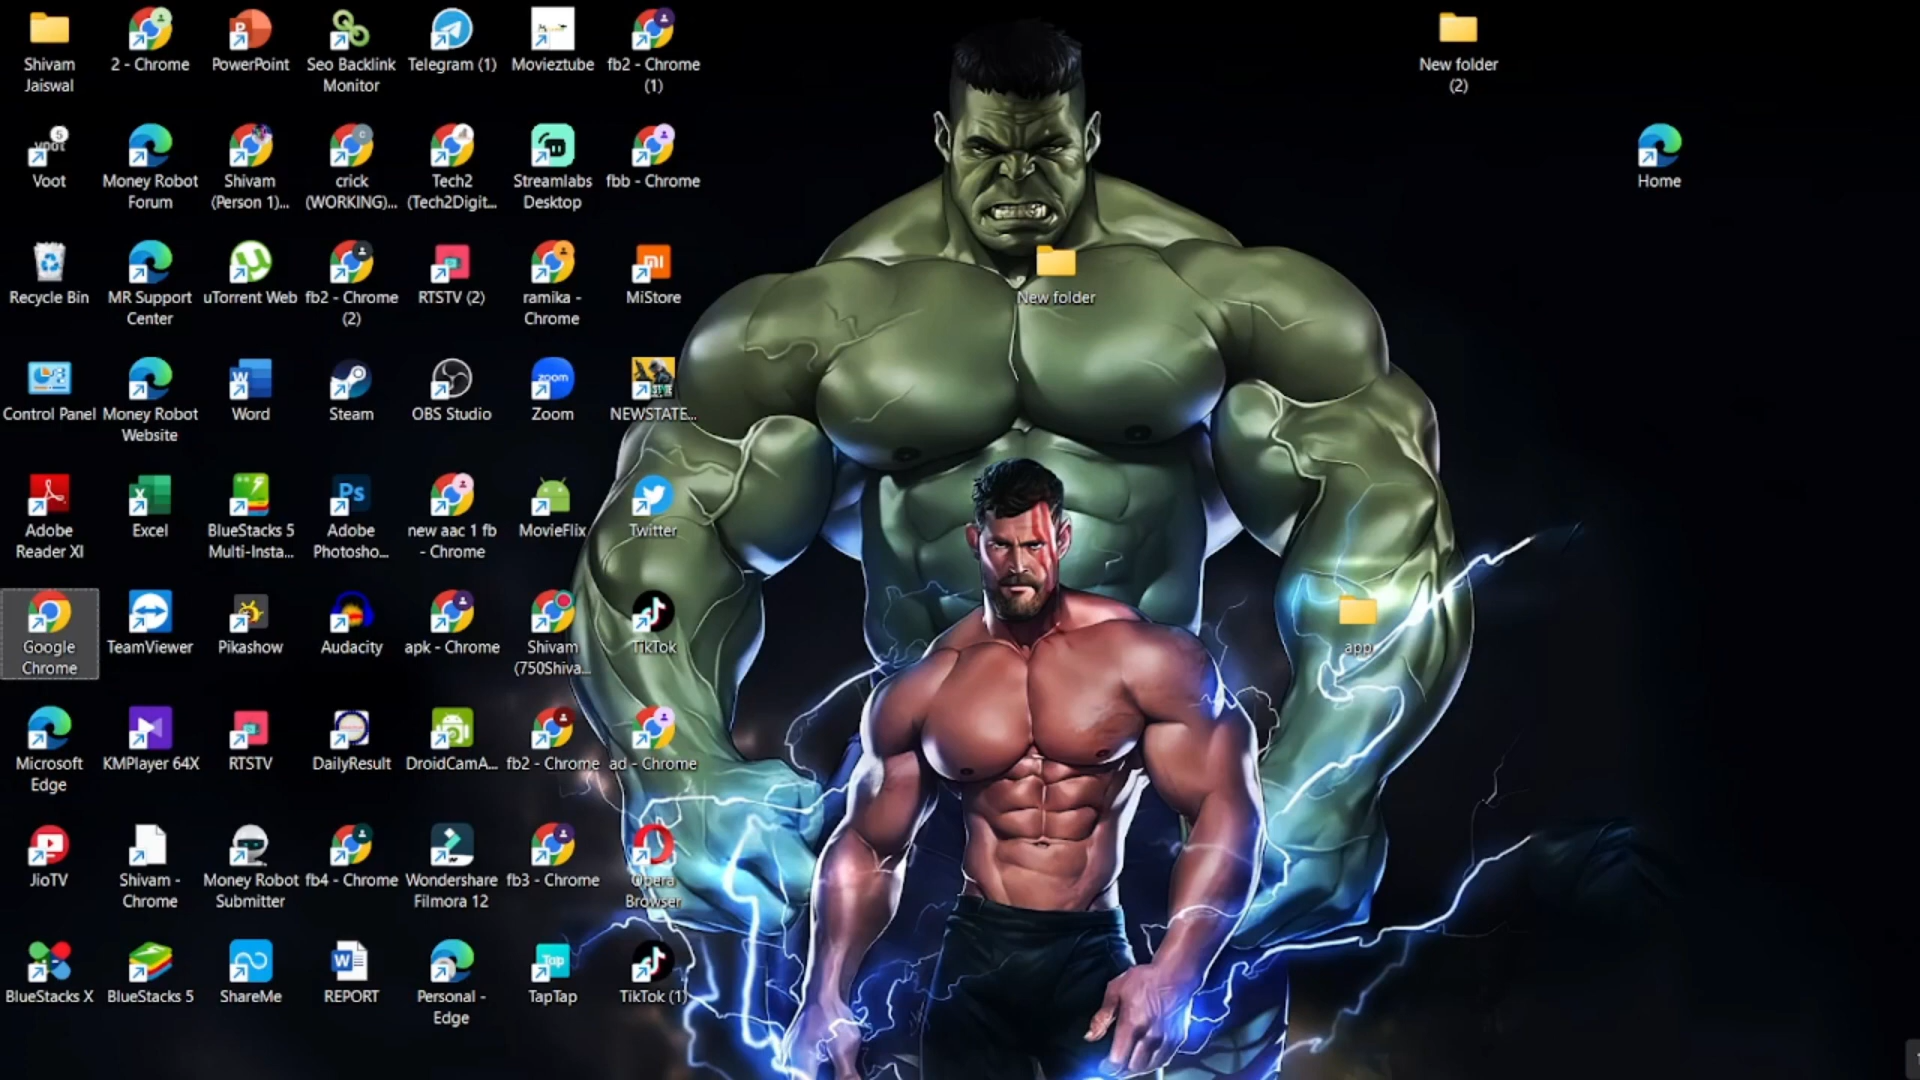 Shivam
Jaiswal
2 - Chrome
PowerPoint
Seo Backlink
Monitor
Telegram (1)
Movieztube
fb2 - Chrome
(1)
New folder
(2)
Voot
Money Robot
Forum
Shivam
(Person 1)...
crick
(WORKING)...
Tech2
(Tech2Digit...
Streamlabs
Desktop
fbb - Chrome
Home
Recycle Bin
MR Support
Center
uTorrent Web
fb2 - Chrome
(2)
RTSTV (2)
ramika -
Chrome
MiStore
New folder
Control Panel
Money Robot
Website
Word
Steam
OBS Studio
zoom
Zoom
NEWSTATE...
Adobe
Reader XI
Excel
BlueStacks 5
Multi-Insta...
Ps
Adobe
Photosho...
new aac 1 fb
- Chrome
MovieFlix
Twitter
Google
Chrome
TeamViewer
Pikashow
Audacity
apk - Chrome
Shivam
(750Shiva...
TikTok
app
Microsoft
Edge
KMPlayer 64X
RTSTV
DailyResult
DroidCamA...
fb2 - Chrome
ad - Chrome
JioTV
Shivam -
Chrome
Money Robot
Submitter
fb4 - Chrome
Wondershare
Filmora 12
fb3 - Chrome
Opera
Browser
BlueStacks X
BlueStacks 5
ShareMe
REPORT
Personal -
Edge
Top
TapTap
TikTok (1)